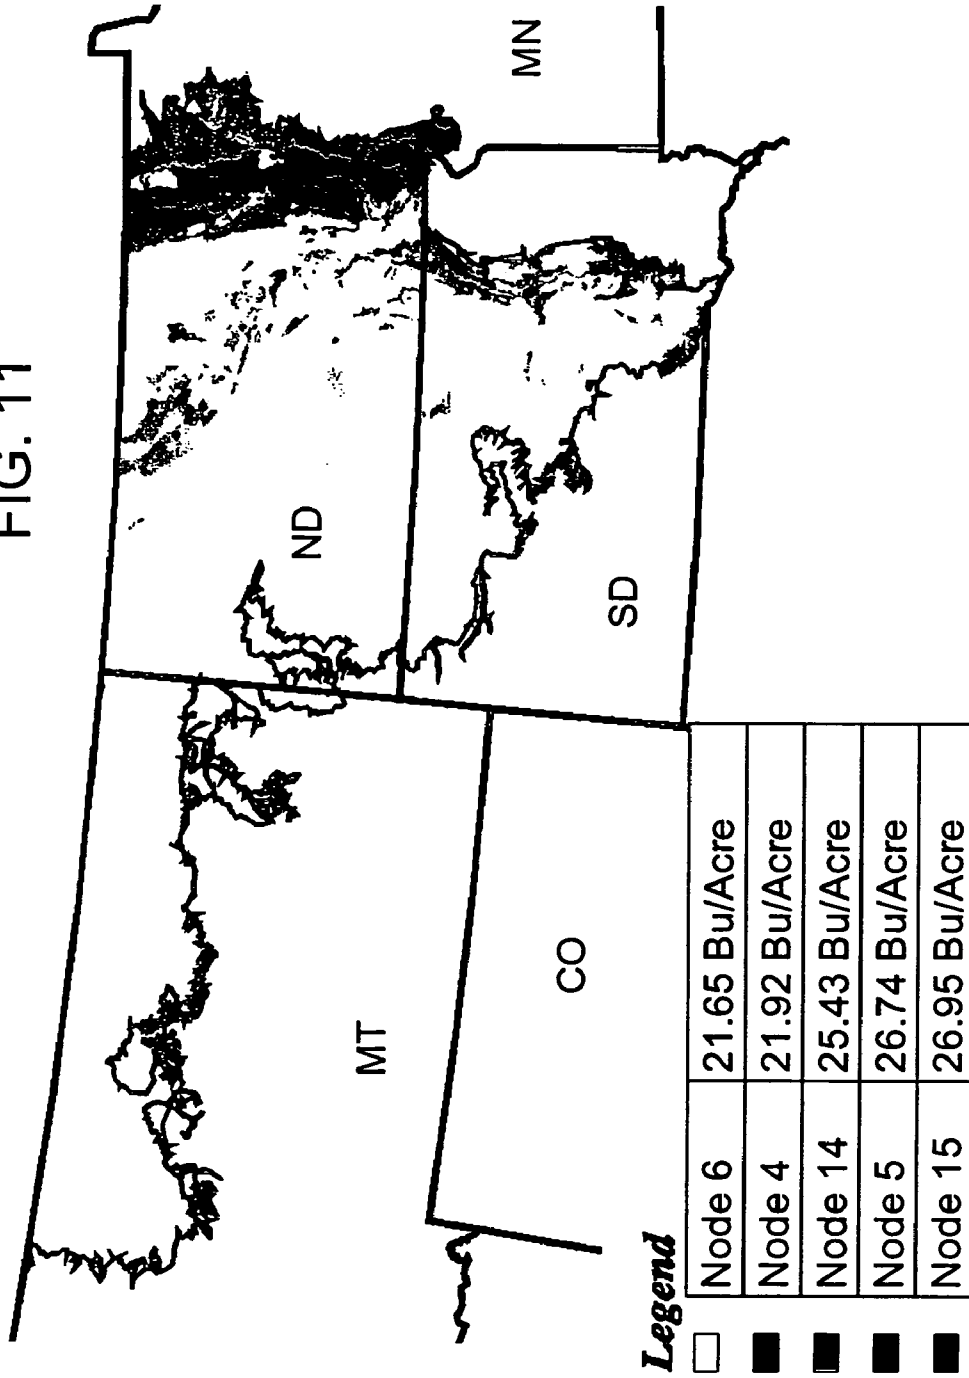 FIG. 11
MT
ND
MN
CO
SD
Legend
Node 6 21.65 Bu/Acre
Node 4 21.92 Bu/Acre
Node 14 25.43 Bu/Acre
Node 5 26.74 Bu/Acre
Node 15 26.95 Bu/Acre